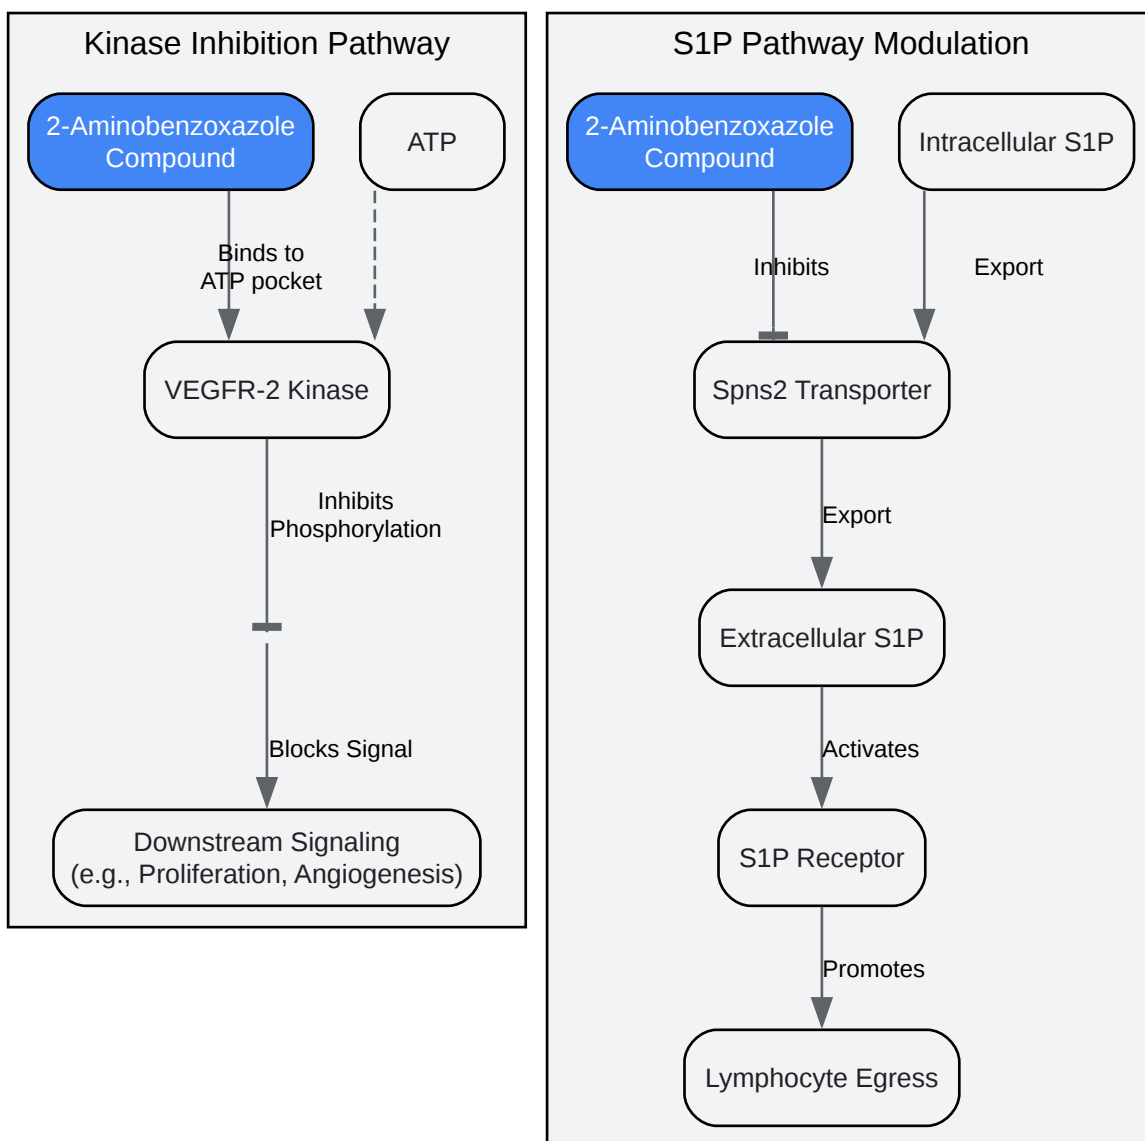 Kinase Inhibition Pathway
2-Aminobenzoxazole
Compound
ATP
Binds to
ATP pocket
VEGFR-2 Kinase
Inhibits
Phosphorylation
Blocks Signal
Downstream Signaling
(e.g., Proliferation, Angiogenesis)
S1P Pathway Modulation
2-Aminobenzoxazole
Compound
Intracellular S1P
Inhibits
Export
Spns2 Transporter
Export
Extracellular S1P
Activates
S1P Receptor
Promotes
Lymphocyte Egress